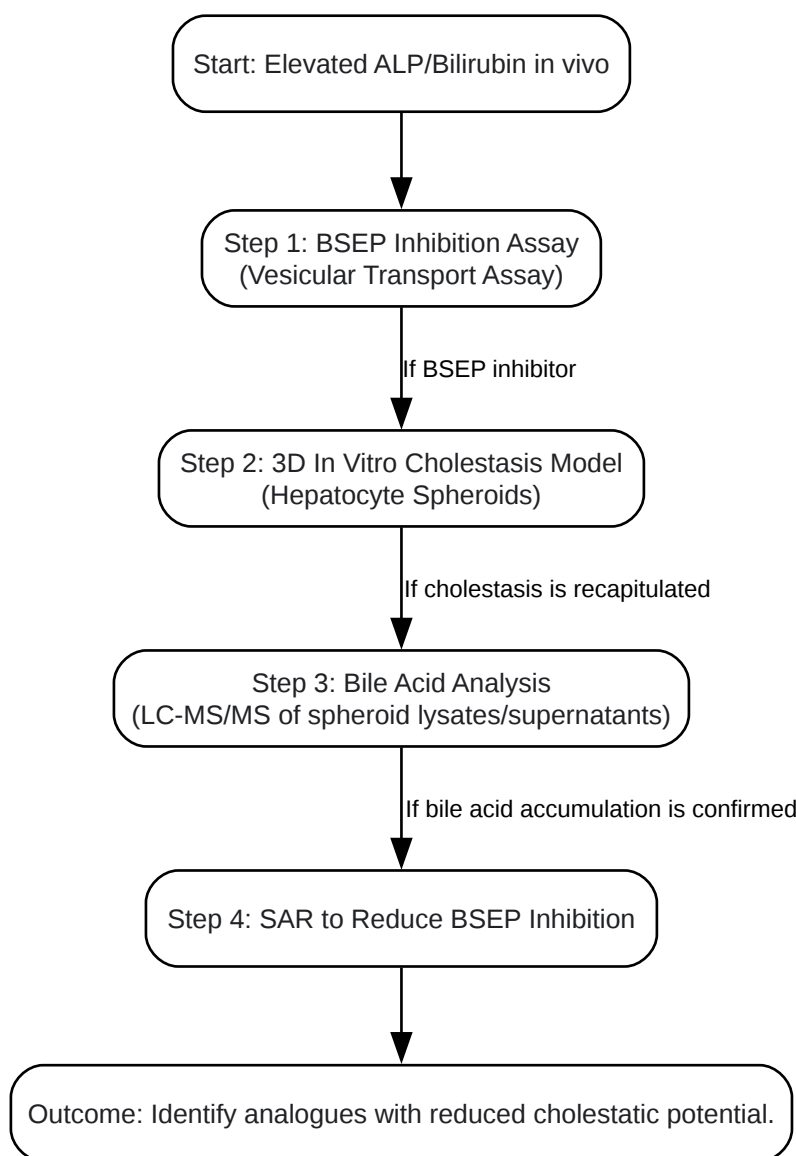 Start: Elevated ALP/Bilirubin in vivo
Step 1: BSEP Inhibition Assay
(Vesicular Transport Assay)
If BSEP inhibitor
Step 2: 3D In Vitro Cholestasis Model
(Hepatocyte Spheroids)
If cholestasis is recapitulated
Step 3: Bile Acid Analysis
(LC-MS/MS of spheroid lysates/supernatants)
If bile acid accumulation is confirmed
Step 4: SAR to Reduce BSEP Inhibition
Outcome: Identify analogues with reduced cholestatic potential.